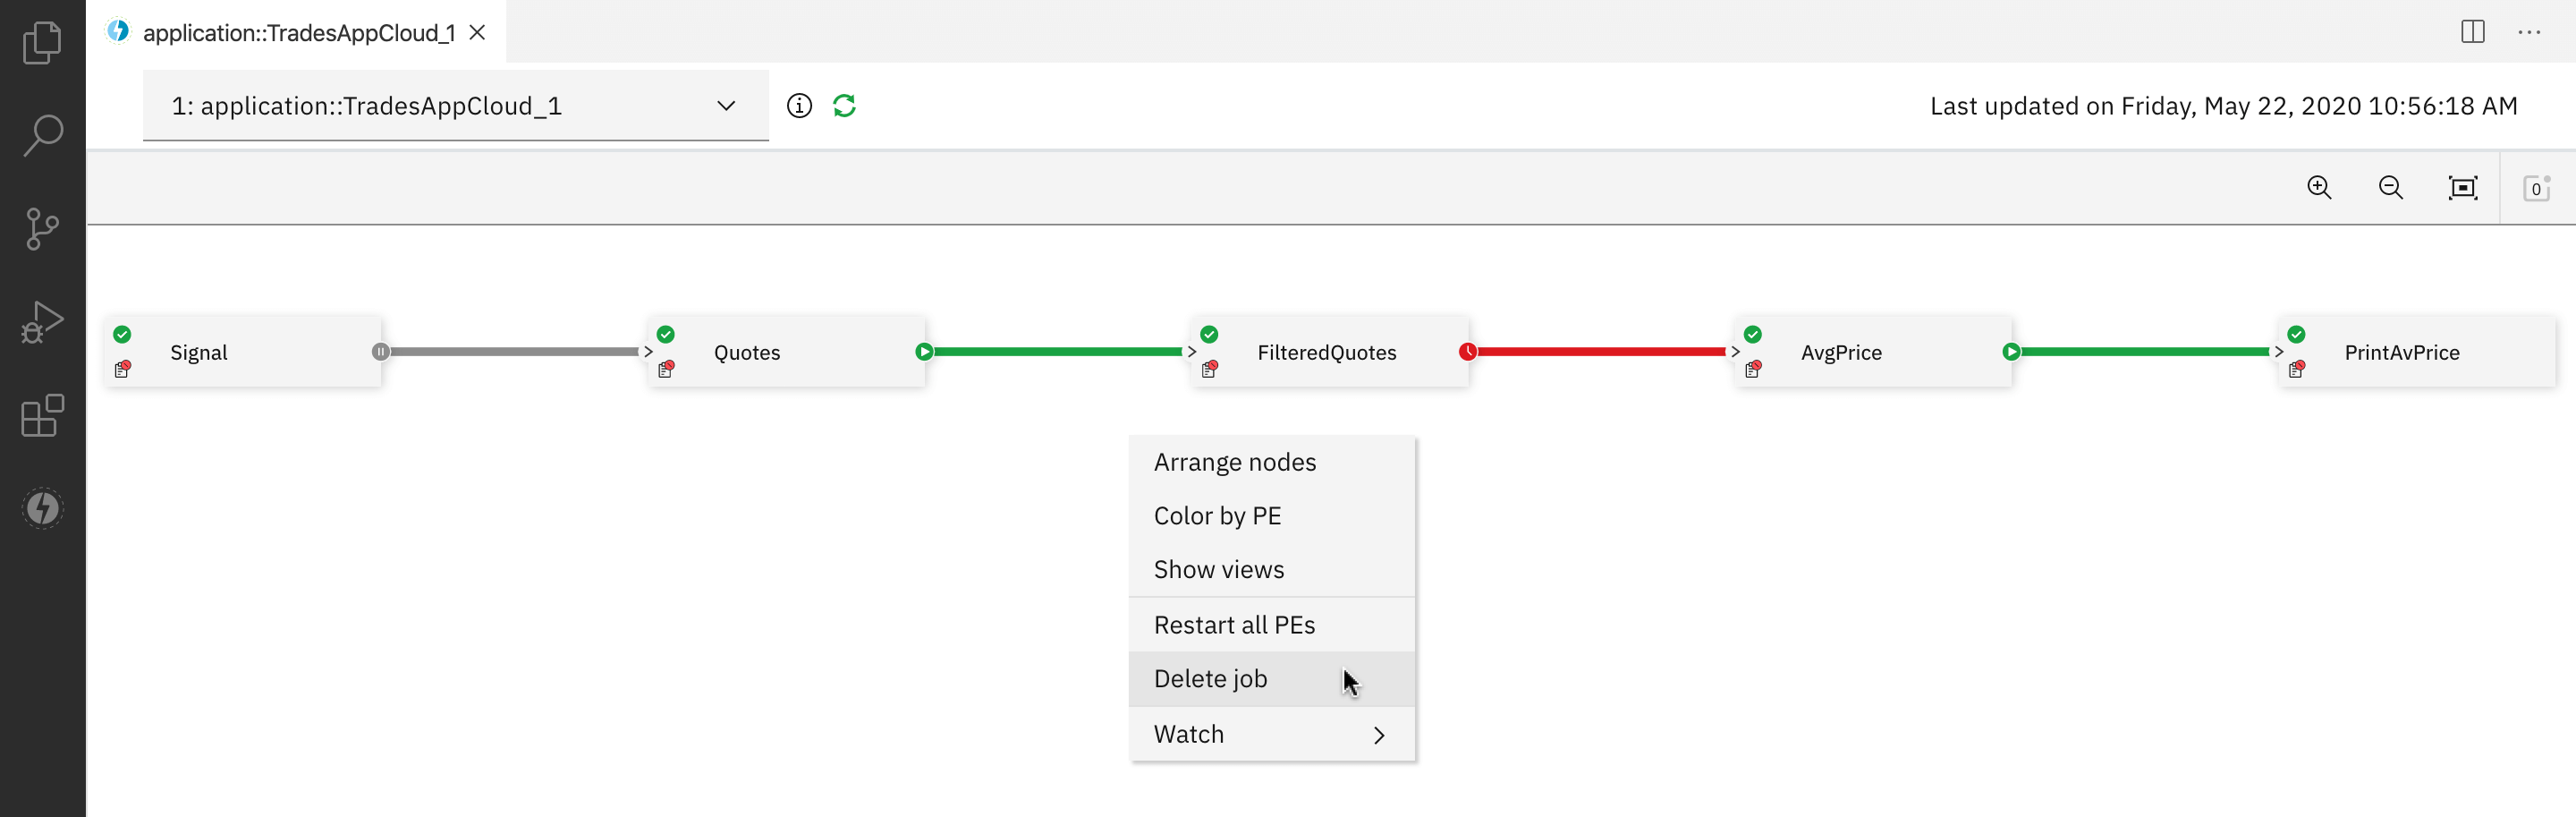 application::TradesAppCloud_1
1: application::TradesAppCloud_1
Last updated on Friday, May 22, 2020 10:56:18 AM
0
Signal
Quotes
FilteredQuotes
AvgPrice
PrintAvPrice
Arrange nodes
Color by PE
Show views
Restart all PEs
Delete job
Watch